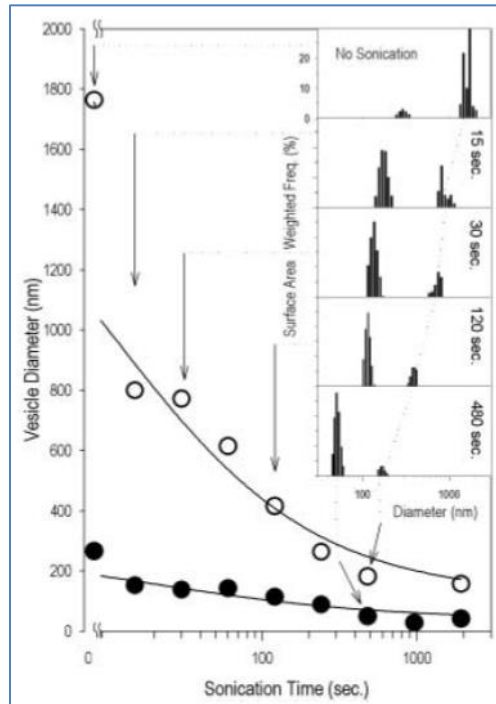 2000
1800
1600
1400
1200
1000
800
600
400
200
0
Vesicle Diameter (nm)
0
100
1000
Sonication Time (sec.)
No Sonication
20
10
0
15 sec.
30 sec.
120 sec.
480 sec.
Surface Area Weighted Freq. (%)
100
1000
Diameter (nm)